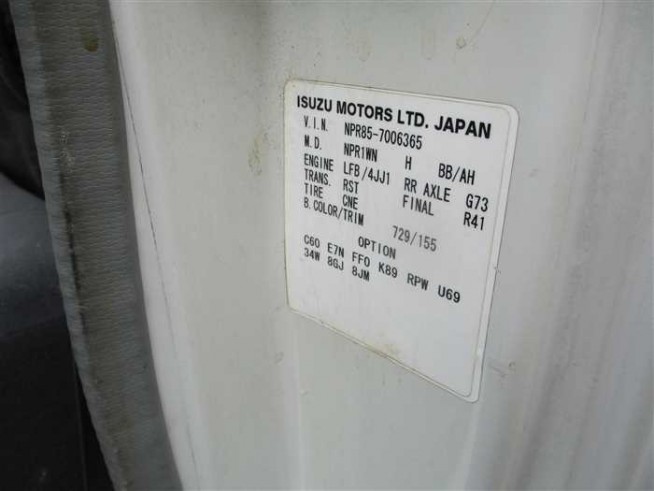 ISUZU MOTORS LTD. JAPAN
V.I.N. NPR85-7006365
M.D. NPR1WN H BB/AH
ENGINE LFB/4JJ1 RR AXLE G73
TRANS. RST FINAL R41
TIRE CNE
B.COLOR/TRIM 729/155
OPTION
C60 E7N FF0 K89 RPW U69
34W 8GJ 8JM